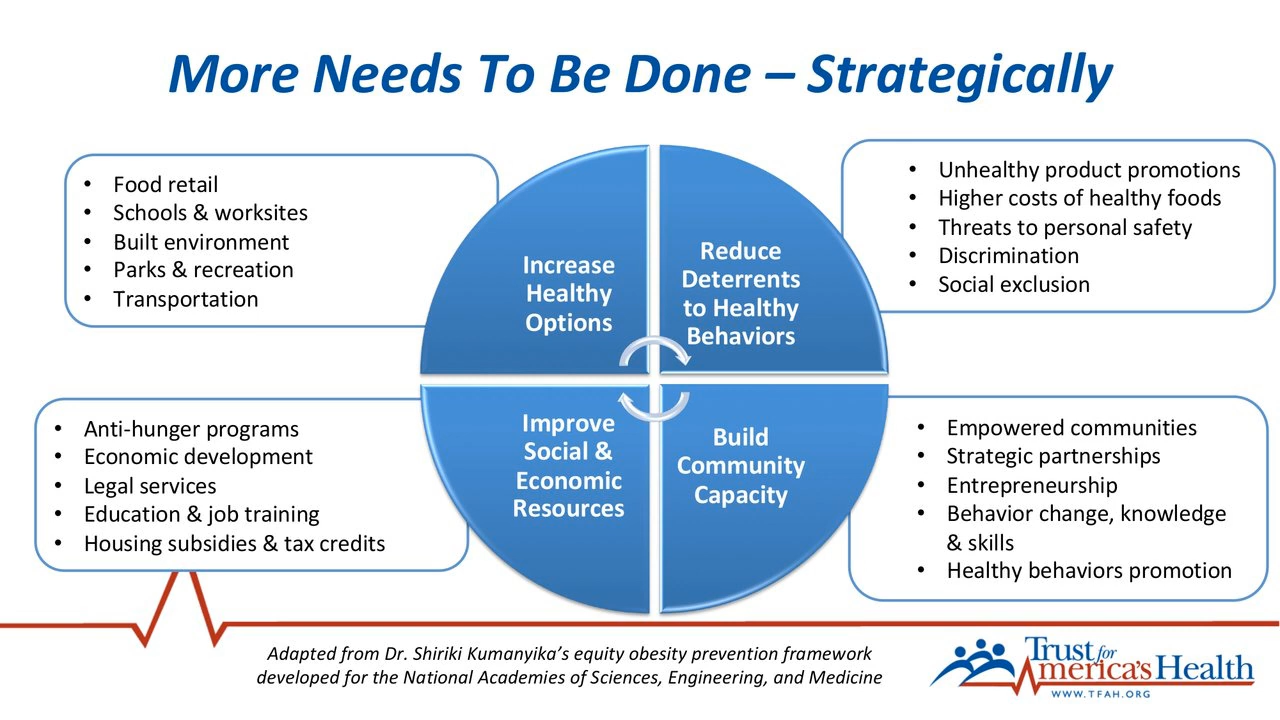 More Needs To Be Done – Strategically
• Food retail
• Schools & worksites
• Built environment
• Parks & recreation
• Transportation
Increase
Healthy
Options
Reduce
Deterrents
to Healthy
Behaviors
• Unhealthy product promotions
• Higher costs of healthy foods
• Threats to personal safety
• Discrimination
• Social exclusion
• Anti-hunger programs
• Economic development
• Legal services
• Education & job training
• Housing subsidies & tax credits
Improve
Social &
Economic
Resources
Build
Community
Capacity
• Empowered communities
• Strategic partnerships
• Entrepreneurship
• Behavior change, knowledge
& skills
• Healthy behaviors promotion
Adapted from Dr. Shiriki Kumanyika’s equity obesity prevention framework
developed for the National Academies of Sciences, Engineering, and Medicine
Trust for
America's Health
WWW.TFAH.ORG